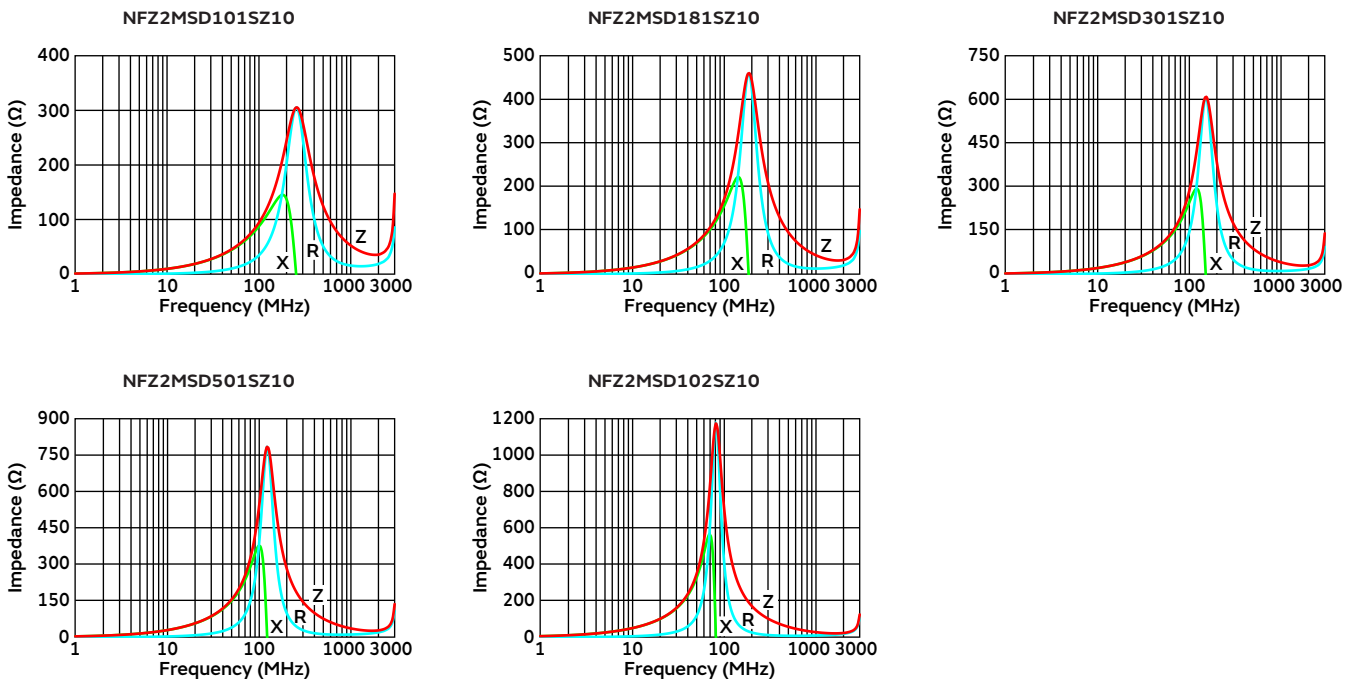 NFZ2MSD101SZ10
NFZ2MSD181SZ10
NFZ2MSD301SZ10
Impedance (Ω)
400
300
200
100
0
X
R
Z
1
10
100
1000
3000
Frequency (MHz)
Impedance (Ω)
500
400
300
200
100
0
X
R
Z
1
10
100
1000
3000
Frequency (MHz)
Impedance (Ω)
750
600
450
300
150
0
X
R
Z
1
10
100
1000
3000
Frequency (MHz)
NFZ2MSD501SZ10
NFZ2MSD102SZ10
Impedance (Ω)
900
750
600
450
300
150
0
X
R
Z
1
10
100
1000
3000
Frequency (MHz)
Impedance (Ω)
1200
1000
800
600
400
200
0
X
R
Z
1
10
100
1000
3000
Frequency (MHz)